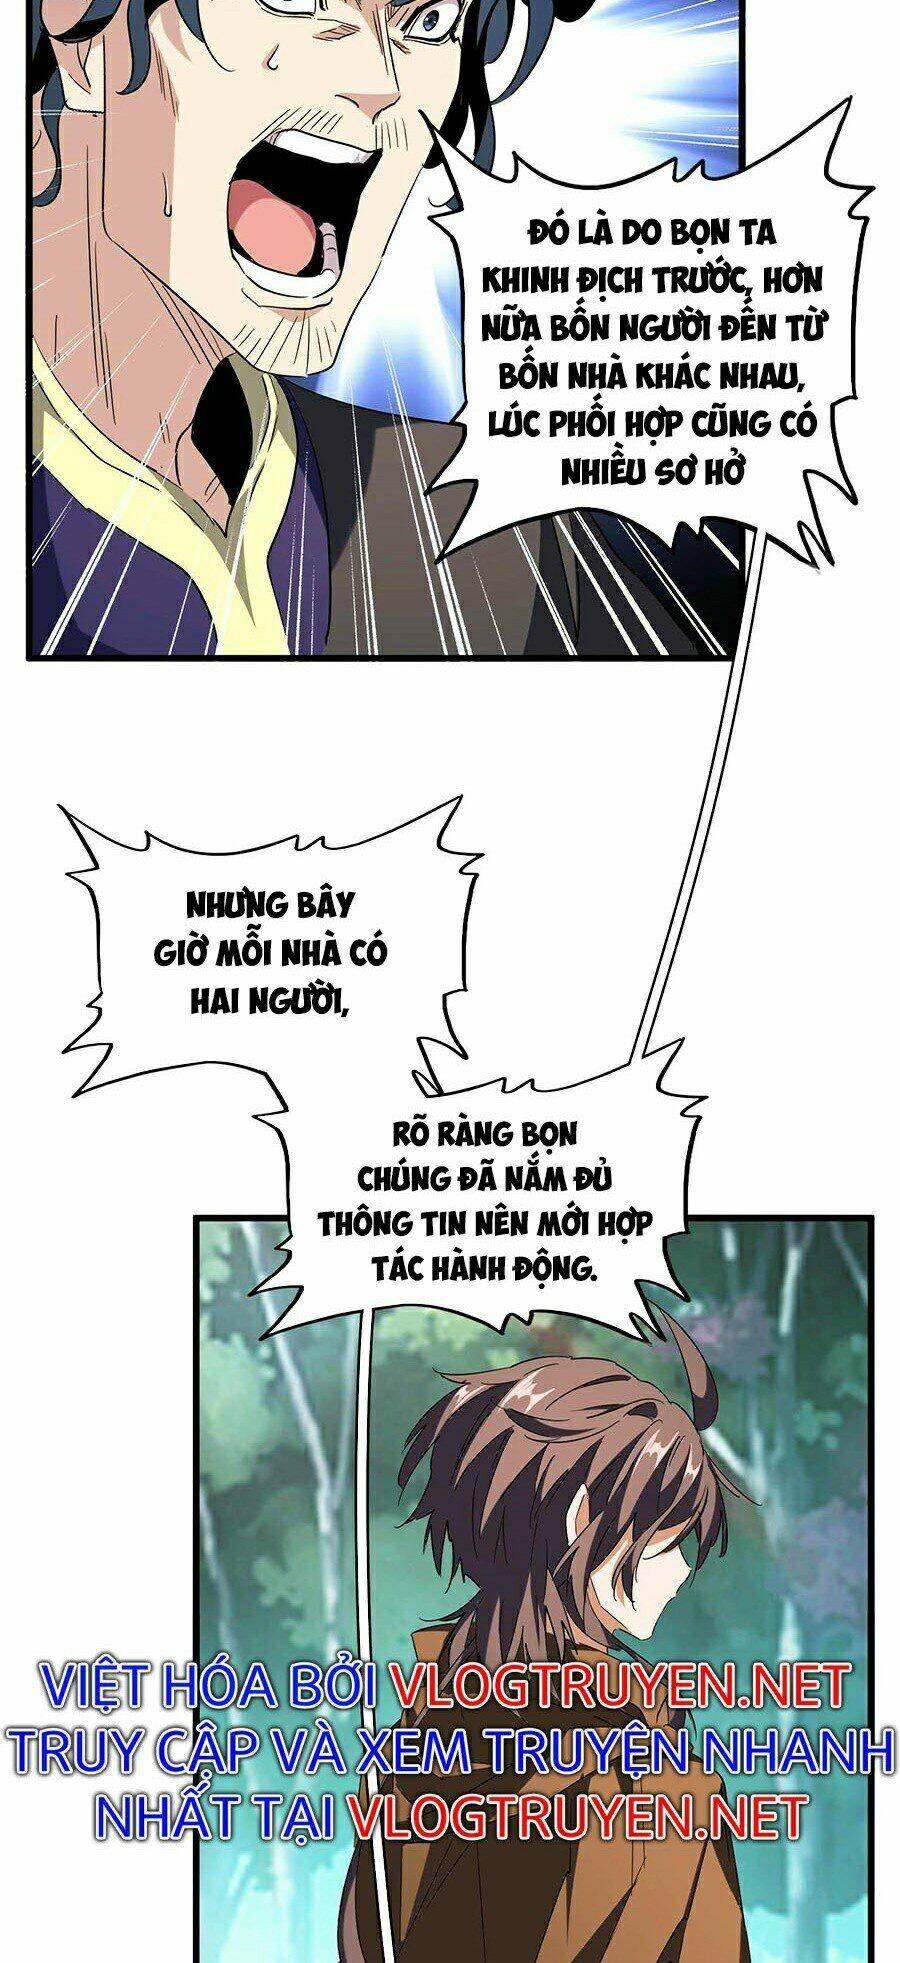 ĐÓ LÀ DO BỌN TA
KHINH ĐỊCH TRƯỚC, HƠN
NỮA BỐN NGƯỜI ĐẾN TỪ
BỐN NHÀ KHÁC NHAU,
LÚC PHỐI HỢP CŨNG CÓ
NHIỀU SƠ HỞ
NHƯNG BÂY
GIỜ MỖI NHÀ CÓ
HAI NGƯỜI,
RÕ RÀNG BỌN
CHÚNG ĐÃ NẮM ĐỦ
THÔNG TIN NÊN MỚI HỢP
TÁC HÀNH ĐỘNG.
VIỆT HÓA BỞI VLOGTRUYEN.NET
TRUY CẬP VÀ XEM TRUYỆN NHANH
NHẤT TẠI VLOGTRUYEN.NET